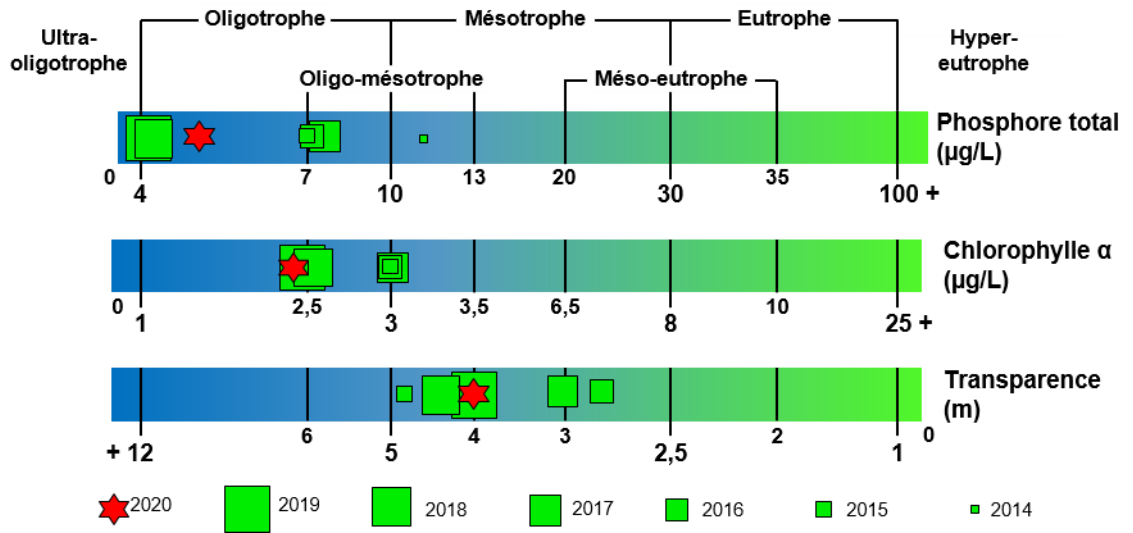 Oligotrophe Mésotrophe Eutrophe
Ultra-
oligotrophe
Hyper-
eutrophe
Oligo-mésotrophe Méso-eutrophe
Phosphore total
(µg/L)
0 4 7 10 13 20 30 35 100 +
Chlorophylle α
(µg/L)
0 1 2,5 3 3,5 6,5 8 10 25 +
Transparence
(m)
+ 12 6 5 4 3 2,5 2 1 0
2020 2019 2018 2017 2016 2015 2014